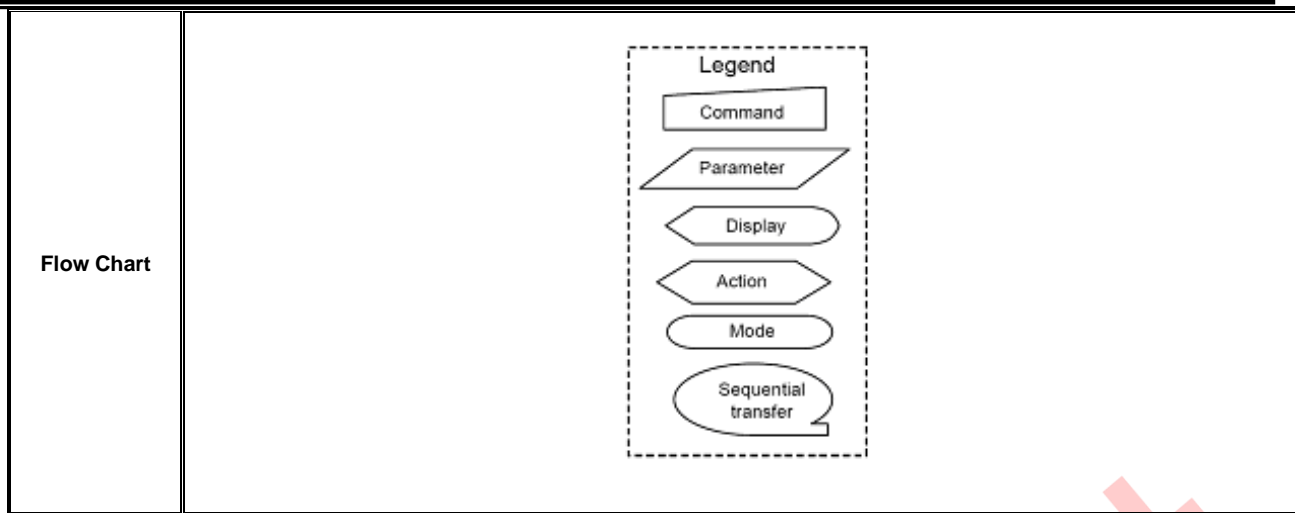 Flow Chart
Legend
Command
Parameter
Display
Action
Mode
Sequential
transfer